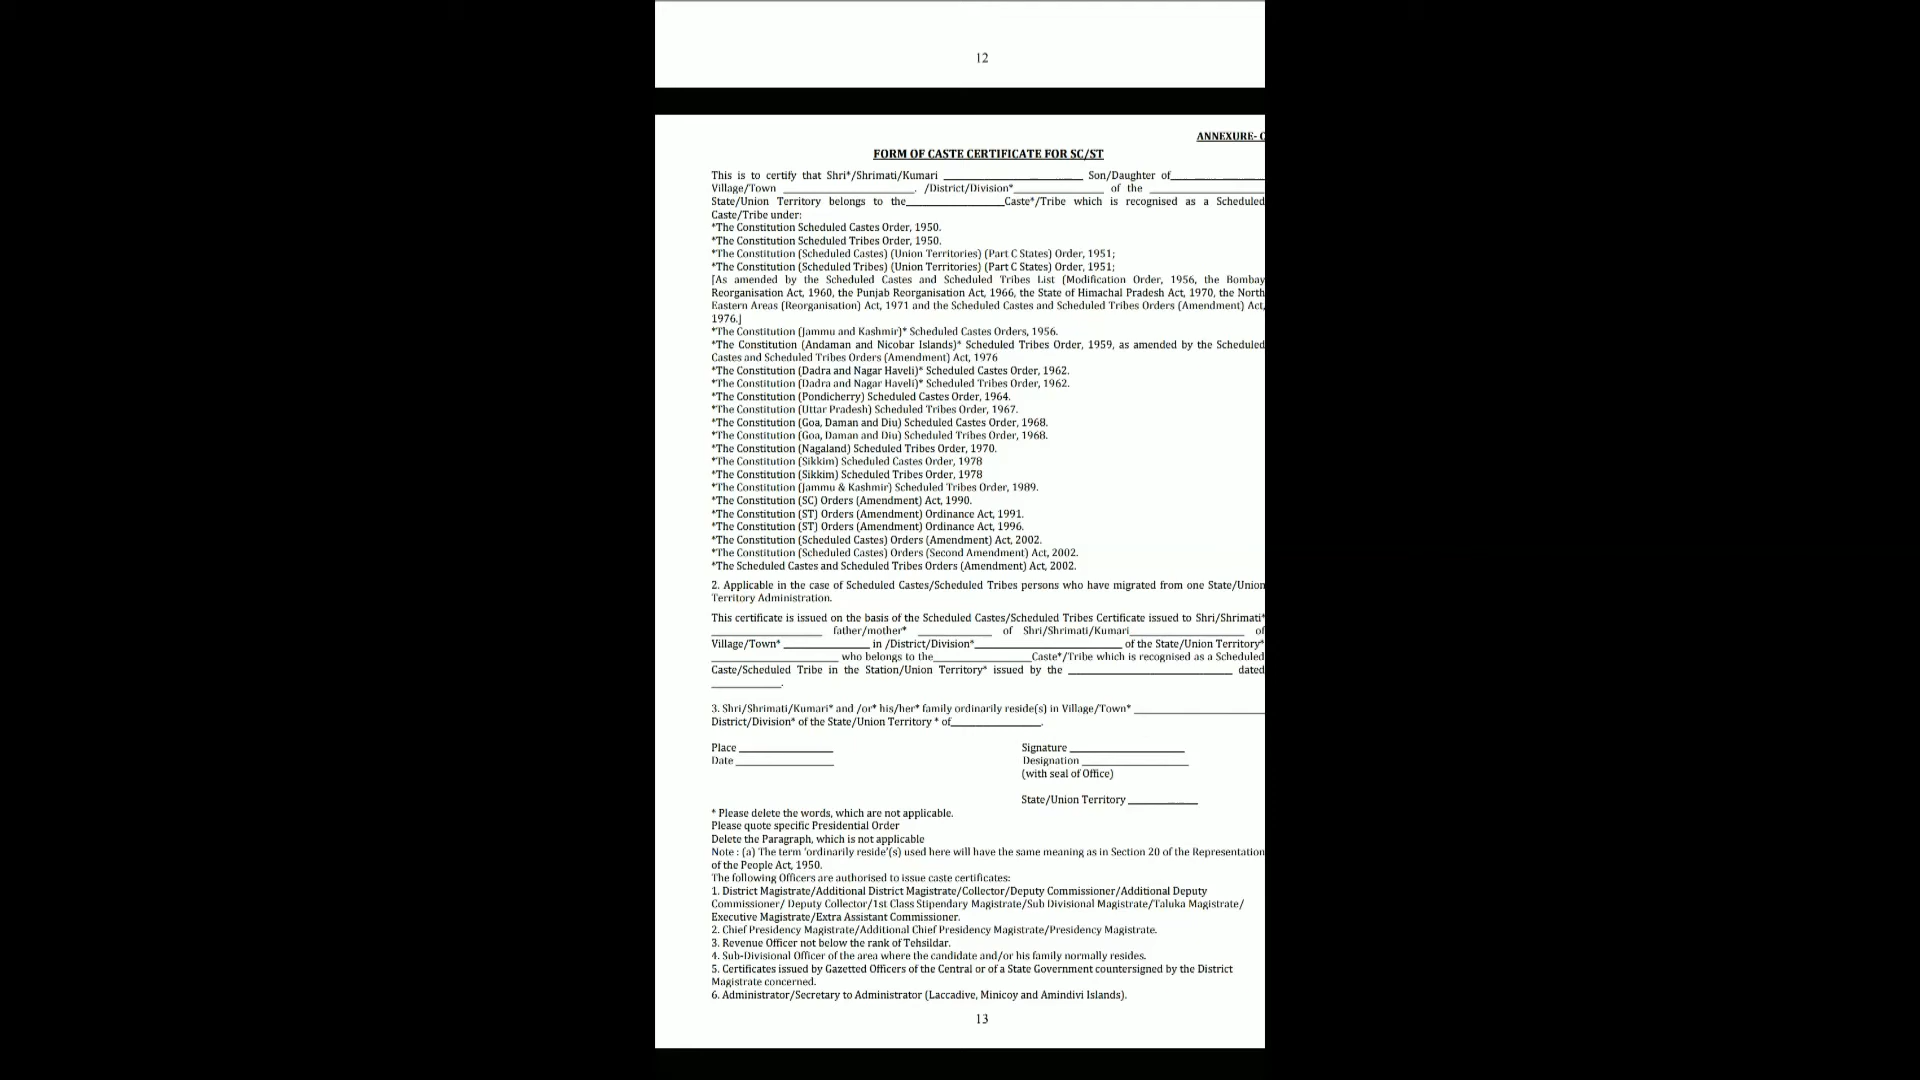 12
ANNEXURE- C
FORM OF CASTE CERTIFICATE FOR SC/ST
This is to certify that Shri*/Shrimati/Kumari ____________________ Son/Daughter of______________
Village/Town ____________________. /District/Division*______________ of the __________________
State/Union Territory belongs to the_______________Caste*/Tribe which is recognised as a Scheduled
Caste/Tribe under:
*The Constitution Scheduled Castes Order, 1950.
*The Constitution Scheduled Tribes Order, 1950.
*The Constitution (Scheduled Castes) (Union Territories) (Part C States) Order, 1951;
*The Constitution (Scheduled Tribes) (Union Territories) (Part C States) Order, 1951;
[As amended by the Scheduled Castes and Scheduled Tribes List (Modification Order, 1956, the Bombay
Reorganisation Act, 1960, the Punjab Reorganisation Act, 1966, the State of Himachal Pradesh Act, 1970, the North
Eastern Areas (Reorganisation) Act, 1971 and the Scheduled Castes and Scheduled Tribes Orders (Amendment) Act,
1976.]
*The Constitution (Jammu and Kashmir)* Scheduled Castes Orders, 1956.
*The Constitution (Andaman and Nicobar Islands)* Scheduled Tribes Order, 1959, as amended by the Scheduled
Castes and Scheduled Tribes Orders (Amendment) Act, 1976
*The Constitution (Dadra and Nagar Haveli)* Scheduled Castes Order, 1962.
*The Constitution (Dadra and Nagar Haveli)* Scheduled Tribes Order, 1962.
*The Constitution (Pondicherry) Scheduled Castes Order, 1964.
*The Constitution (Uttar Pradesh) Scheduled Tribes Order, 1967.
*The Constitution (Goa, Daman and Diu) Scheduled Castes Order, 1968.
*The Constitution (Goa, Daman and Diu) Scheduled Tribes Order, 1968.
*The Constitution (Nagaland) Scheduled Tribes Order, 1970.
*The Constitution (Sikkim) Scheduled Castes Order, 1978
*The Constitution (Sikkim) Scheduled Tribes Order, 1978
*The Constitution (Jammu & Kashmir) Scheduled Tribes Order, 1989.
*The Constitution (SC) Orders (Amendment) Act, 1990.
*The Constitution (ST) Orders (Amendment) Ordinance Act, 1991.
*The Constitution (ST) Orders (Amendment) Ordinance Act, 1996.
*The Constitution (Scheduled Castes) Orders (Amendment) Act, 2002.
*The Constitution (Scheduled Castes) Orders (Second Amendment) Act, 2002.
*The Scheduled Castes and Scheduled Tribes Orders (Amendment) Act, 2002.
2. Applicable in the case of Scheduled Castes/Scheduled Tribes persons who have migrated from one State/Union
Territory Administration.
This certificate is issued on the basis of the Scheduled Castes/Scheduled Tribes Certificate issued to Shri/Shrimati*
_________________ father/mother* ___________ of Shri/Shrimati/Kumari_________________ of
Village/Town* _____________ in /District/Division*______________________ of the State/Union Territory*
___________________ who belongs to the_______________Caste*/Tribe which is recognised as a Scheduled
Caste/Scheduled Tribe in the Station/Union Territory* issued by the _________________________ dated
___________.
3. Shri/Shrimati/Kumari* and /or* his/her* family ordinarily reside(s) in Village/Town* ____________________
District/Division* of the State/Union Territory * of______________.
Place ______________ Signature _________________
Date _______________ Designation ________________
(with seal of Office)
State/Union Territory __________
* Please delete the words, which are not applicable.
Please quote specific Presidential Order
Delete the Paragraph, which is not applicable
Note : (a) The term 'ordinarily reside'(s) used here will have the same meaning as in Section 20 of the Representation
of the People Act, 1950.
The following Officers are authorised to issue caste certificates:
1. District Magistrate/Additional District Magistrate/Collector/Deputy Commissioner/Additional Deputy
Commissioner/ Deputy Collector/1st Class Stipendary Magistrate/Sub Divisional Magistrate/Taluka Magistrate/
Executive Magistrate/Extra Assistant Commissioner.
2. Chief Presidency Magistrate/Additional Chief Presidency Magistrate/Presidency Magistrate.
3. Revenue Officer not below the rank of Tehsildar.
4. Sub-Divisional Officer of the area where the candidate and/or his family normally resides.
5. Certificates issued by Gazetted Officers of the Central or of a State Government countersigned by the District
Magistrate concerned.
6. Administrator/Secretary to Administrator (Laccadive, Minicoy and Amindivi Islands).
13